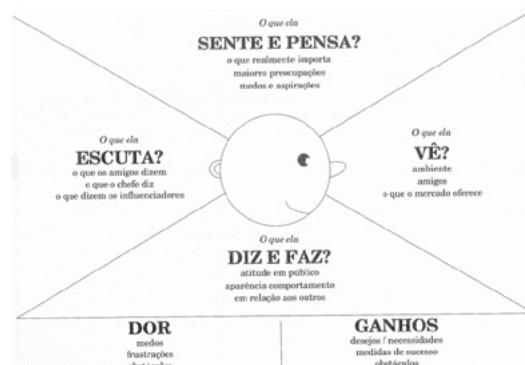 O que ela
SENTE E PENSA?
o que realmente importa
maiores preocupações
medos e aspirações
O que ela
ESCUTA?
o que os amigos dizem
e que o chefe diz
o que dizem os influenciadores
O que ela
VÊ?
ambiente
amigos
o que o mercado oferece
O que ela
DIZ E FAZ?
atitude em público
aparência comportamento
em relação aos outros
DOR
medos
frustrações
obstáculos
GANHOS
desejos / necessidades
medidas de sucesso
obstáculos